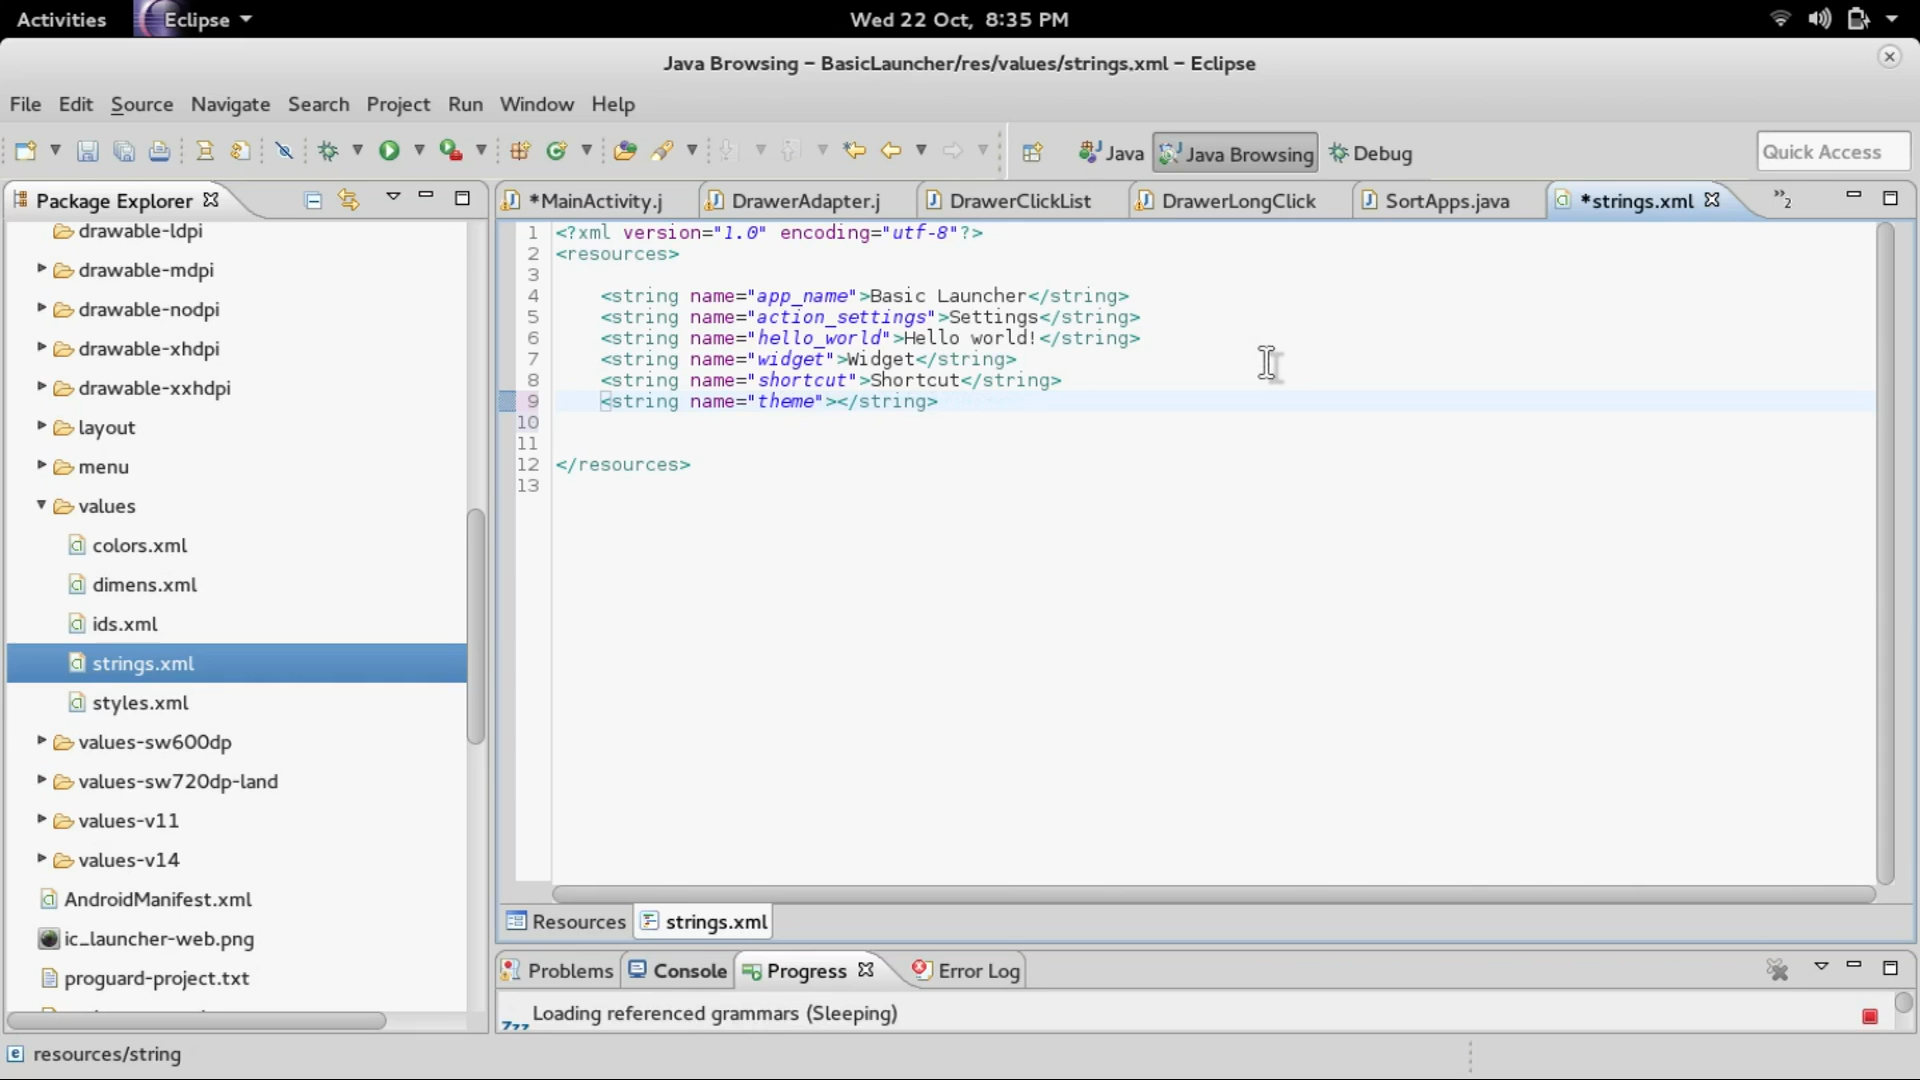 Activities Eclipse Wed 22 Oct, 8:35 PM
Java Browsing – BasicLauncher/res/values/strings.xml – Eclipse
File Edit Source Navigate Search Project Run Window Help
Java Java Browsing Debug Quick Access
Package Explorer
drawable-ldpi
drawable-mdpi
drawable-nodpi
drawable-xhdpi
drawable-xxhdpi
layout
menu
values
colors.xml
dimens.xml
ids.xml
strings.xml
styles.xml
values-sw600dp
values-sw720dp-land
values-v11
values-v14
AndroidManifest.xml
ic_launcher-web.png
proguard-project.txt
*MainActivity.j DrawerAdapter.j DrawerClickList DrawerLongClick SortApps.java *strings.xml »2
1 <?xml version="1.0" encoding="utf-8"?>
2 <resources>
3
4 <string name="app_name">Basic Launcher</string>
5 <string name="action_settings">Settings</string>
6 <string name="hello_world">Hello world!</string>
7 <string name="widget">Widget</string>
8 <string name="shortcut">Shortcut</string>
9 <string name="theme"></string>
10
11
12 </resources>
13
Resources strings.xml
Problems Console Progress Error Log
Loading referenced grammars (Sleeping)
resources/string